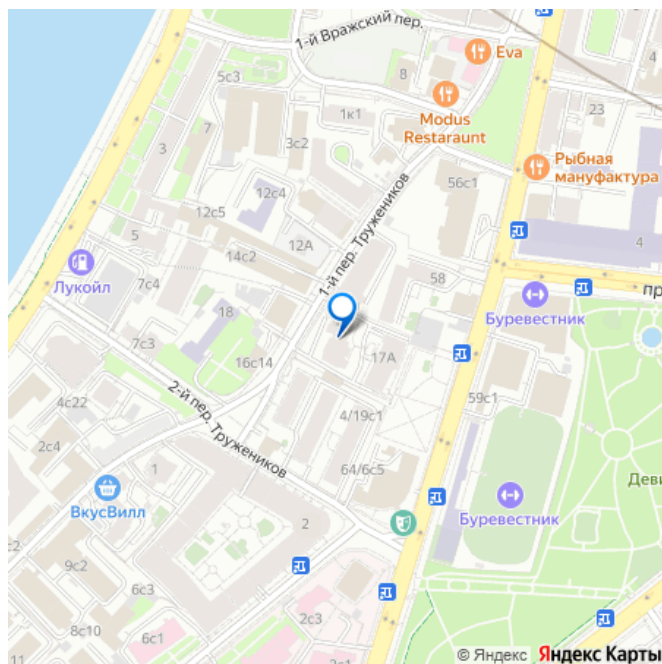 1-й Вражский пер.
Eva
5с3
8
Modus
Restaraunt
1к1
23
7
3с2
3
Рыбная
мануфактура
56с1
12с4
12с5
1-й пер. Тружеников
5
12А
4
14с2
58
Лукойл
7с4
пр
18
Буревестник
7с3
16с14
17А
2-й пер. Тружеников
59с1
4с22
4/19с1
2с4
64/6с5
1
Деви
ВкусВилл
Буревестник
2
9с2
6с3
2с3
8с10
6с1
11
© Яндекс Яндекс Карты